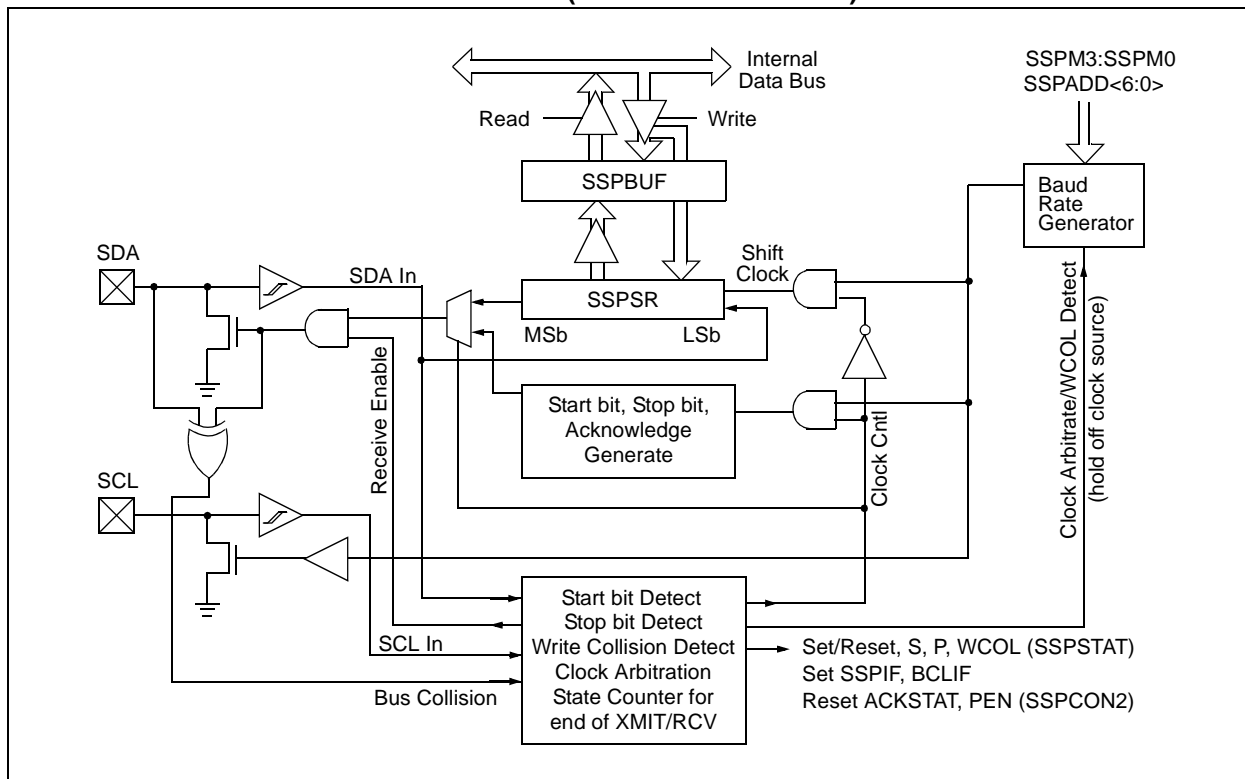 Internal
Data Bus
SSPM3:SSPM0
SSPADD<6:0>
Read
Write
SSPBUF
Baud
Rate
Generator
SDA
SDA In
Shift
Clock
SSPSR
MSb
LSb
Receive Enable
Start bit, Stop bit,
Acknowledge
Generate
Clock Cntl
Clock Arbitrate/WCOL Detect
(hold off clock source)
SCL
SCL In
Bus Collision
Start bit Detect
Stop bit Detect
Write Collision Detect
Clock Arbitration
State Counter for
end of XMIT/RCV
Set/Reset, S, P, WCOL (SSPSTAT)
Set SSPIF, BCLIF
Reset ACKSTAT, PEN (SSPCON2)